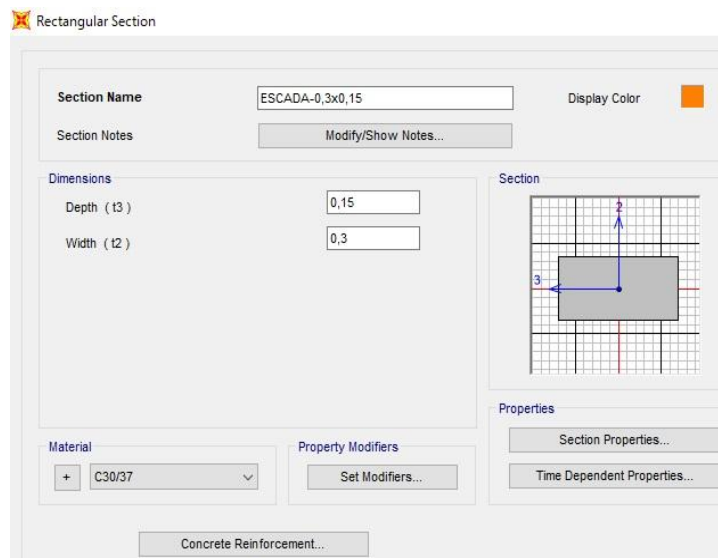 Rectangular Section
Section Name ESCADA-0,3x0,15 Display Color
Section Notes Modify/Show Notes...
Dimensions
Depth ( t3 ) 0,15
Width ( t2 ) 0,3
Section
2
3
Properties
Section Properties...
Time Dependent Properties...
Material
+ C30/37
Property Modifiers
Set Modifiers...
Concrete Reinforcement...